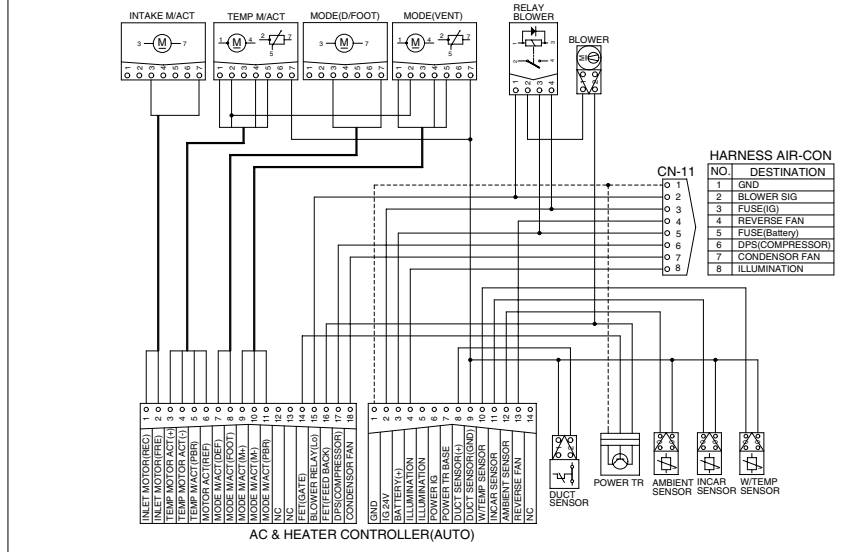 INTAKE M/ACT
TEMP M/ACT
MODE(D/FOOT)
MODE(VENT)
RELAY
BLOWER
BLOWER
3 M 7
1 M 4 2 7
5
3 M 7
1 M 4 2 7
5
1 3
2 4
M
1 2 3 4 5 6 7
1 2 3 4 5 6 7
1 2 3 4 5 6 7
1 2 3 4 5 6 7
1 2 3 4
1 2
HARNESS AIR-CON
CN-11
NO. DESTINATION
1 GND
2 BLOWER SIG
3 FUSE(IG)
4 REVERSE FAN
5 FUSE(Battery)
6 DPS(COMPRESSOR)
7 CONDENSOR FAN
8 ILLUMINATION
1
2
3
4
5
6
7
8
1 2 3 4 5 6 7 8 9 10 11 12 13 14 15 16 17 18
1 2 3 4 5 6 7 8 9 10 11 12 13 14
INLET MOTOR(REC)
INLET MOTOR(FRE)
TEMP MOTOR ACT(+)
TEMP MOTOR ACT(-)
TEMP M/ACT(PBR)
MOTOR ACT(REF)
MODE M/ACT(DEF)
MODE M/ACT(FOOT)
MODE M/ACT(M+)
MODE M/ACT(M-)
MODE M/ACT(PBR)
NC
NC
FET(GATE)
BLOWER RELAY(Lo)
FET(FEED BACK)
DPS(COMPRESSOR)
CONDENSOR FAN
GND
IG 24V
BATTERY(+)
ILLUMINATION
ILLUMINATION
POWER IG
POWER TR BASE
DUCT SENSOR(+)
DUCT SENSOR(GND)
W/TEMP SENSOR
INCAR SENSOR
AMBIENT SENSOR
REVERSE FAN
NC
AC & HEATER CONTROLLER(AUTO)
DUCT
SENSOR
POWER TR
AMBIENT
SENSOR
INCAR
SENSOR
W/TEMP
SENSOR